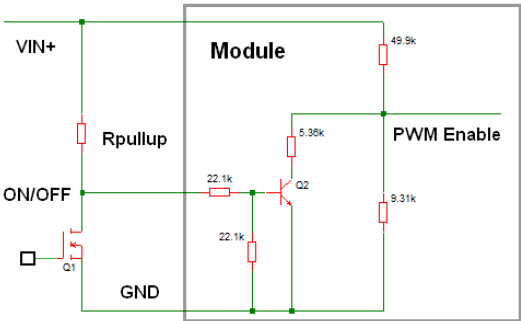 49.9k
VIN+
Module
Rpullup
5.36k
PWM Enable
22.1k
Q2
ON/OFF
9.31k
22.1k
Q1
GND